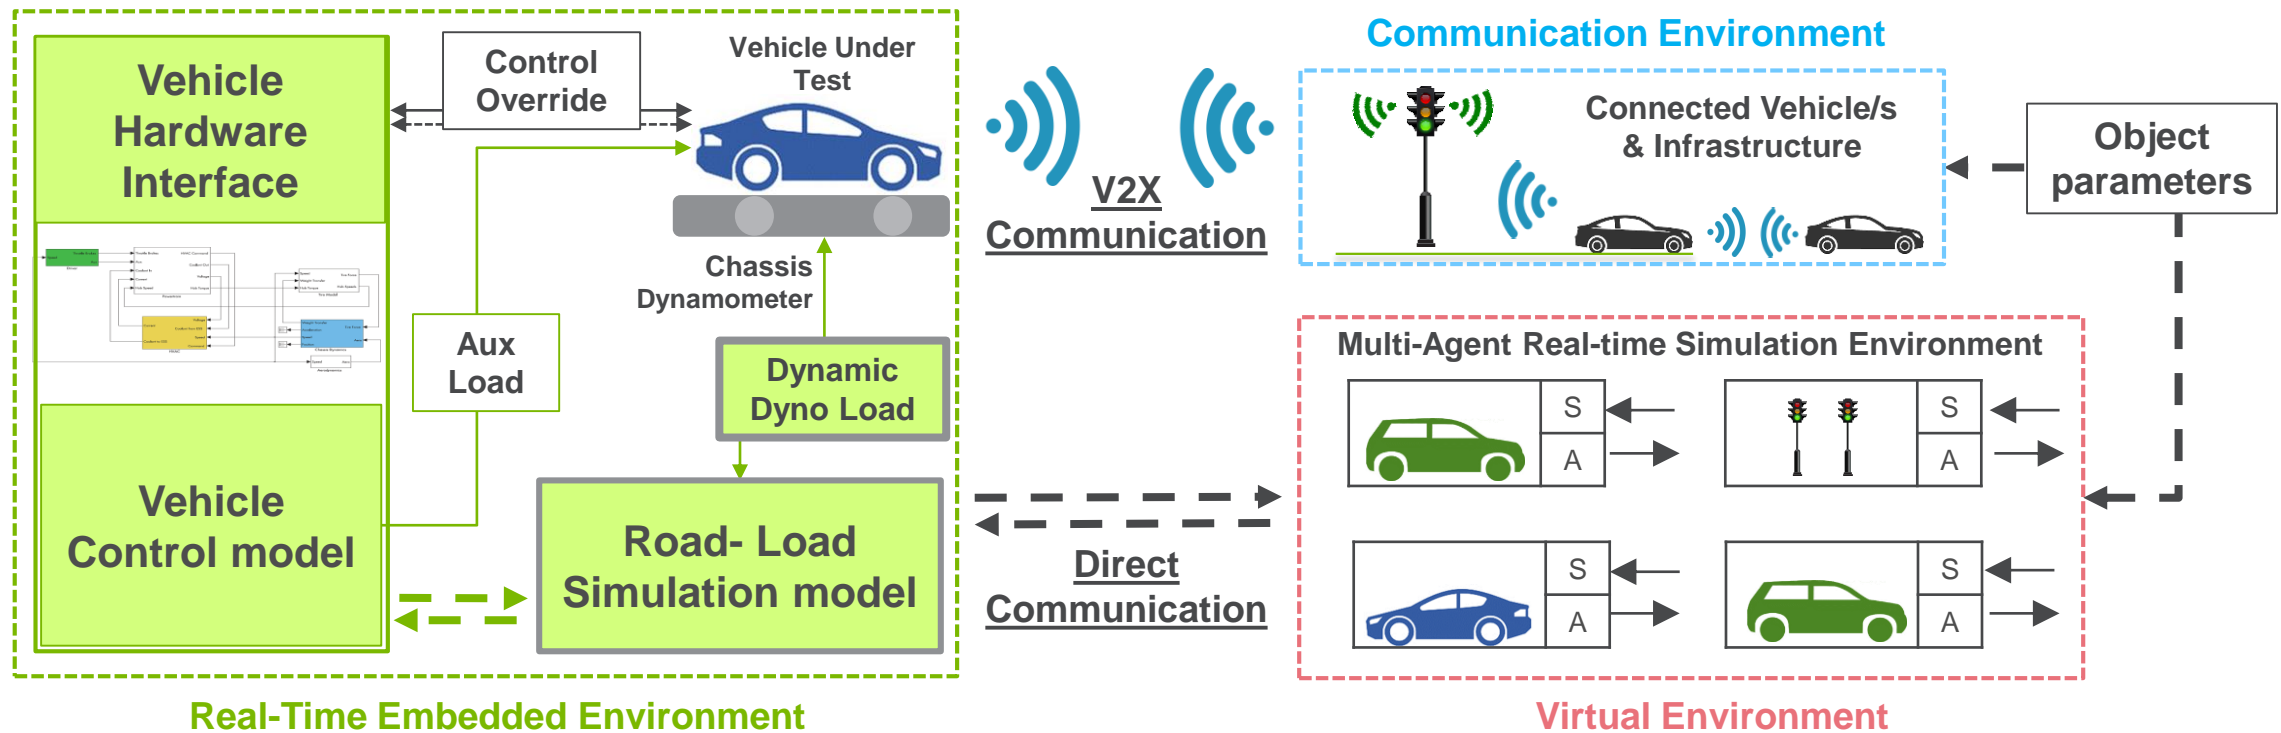 Communication Environment
Vehicle
Hardware
Interface
Control
Override
Vehicle Under
Test
V2X
Communication
Connected Vehicle/s
& Infrastructure
Object
parameters
Chassis
Dynamometer
Aux
Load
Dynamic
Dyno Load
Multi-Agent Real-time Simulation Environment
S
A
S
A
Vehicle
Control model
Road- Load
Simulation model
Direct
Communication
S
A
S
A
Real-Time Embedded Environment
Virtual Environment